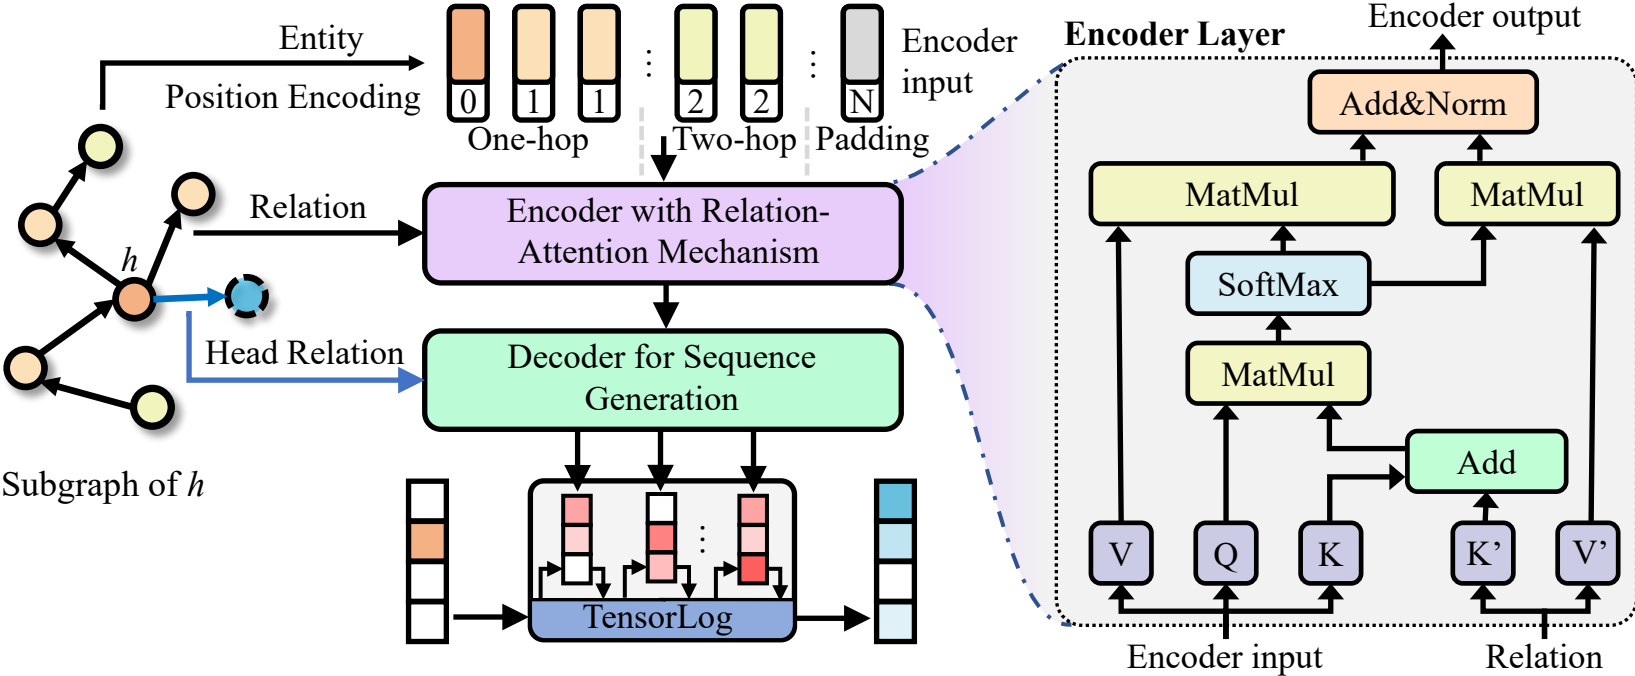 Entity
Position Encoding
0 1 1 ⋮ 2 2 ⋮ N
Encoder
input
One-hop
Two-hop
Padding
Relation
Encoder with Relation-
Attention Mechanism
h
Head Relation
Decoder for Sequence
Generation
Subgraph of h
⋮
TensorLog
Encoder output
Encoder Layer
Add&Norm
MatMul
MatMul
SoftMax
MatMul
Add
V
Q
K
K’
V’
Encoder input
Relation